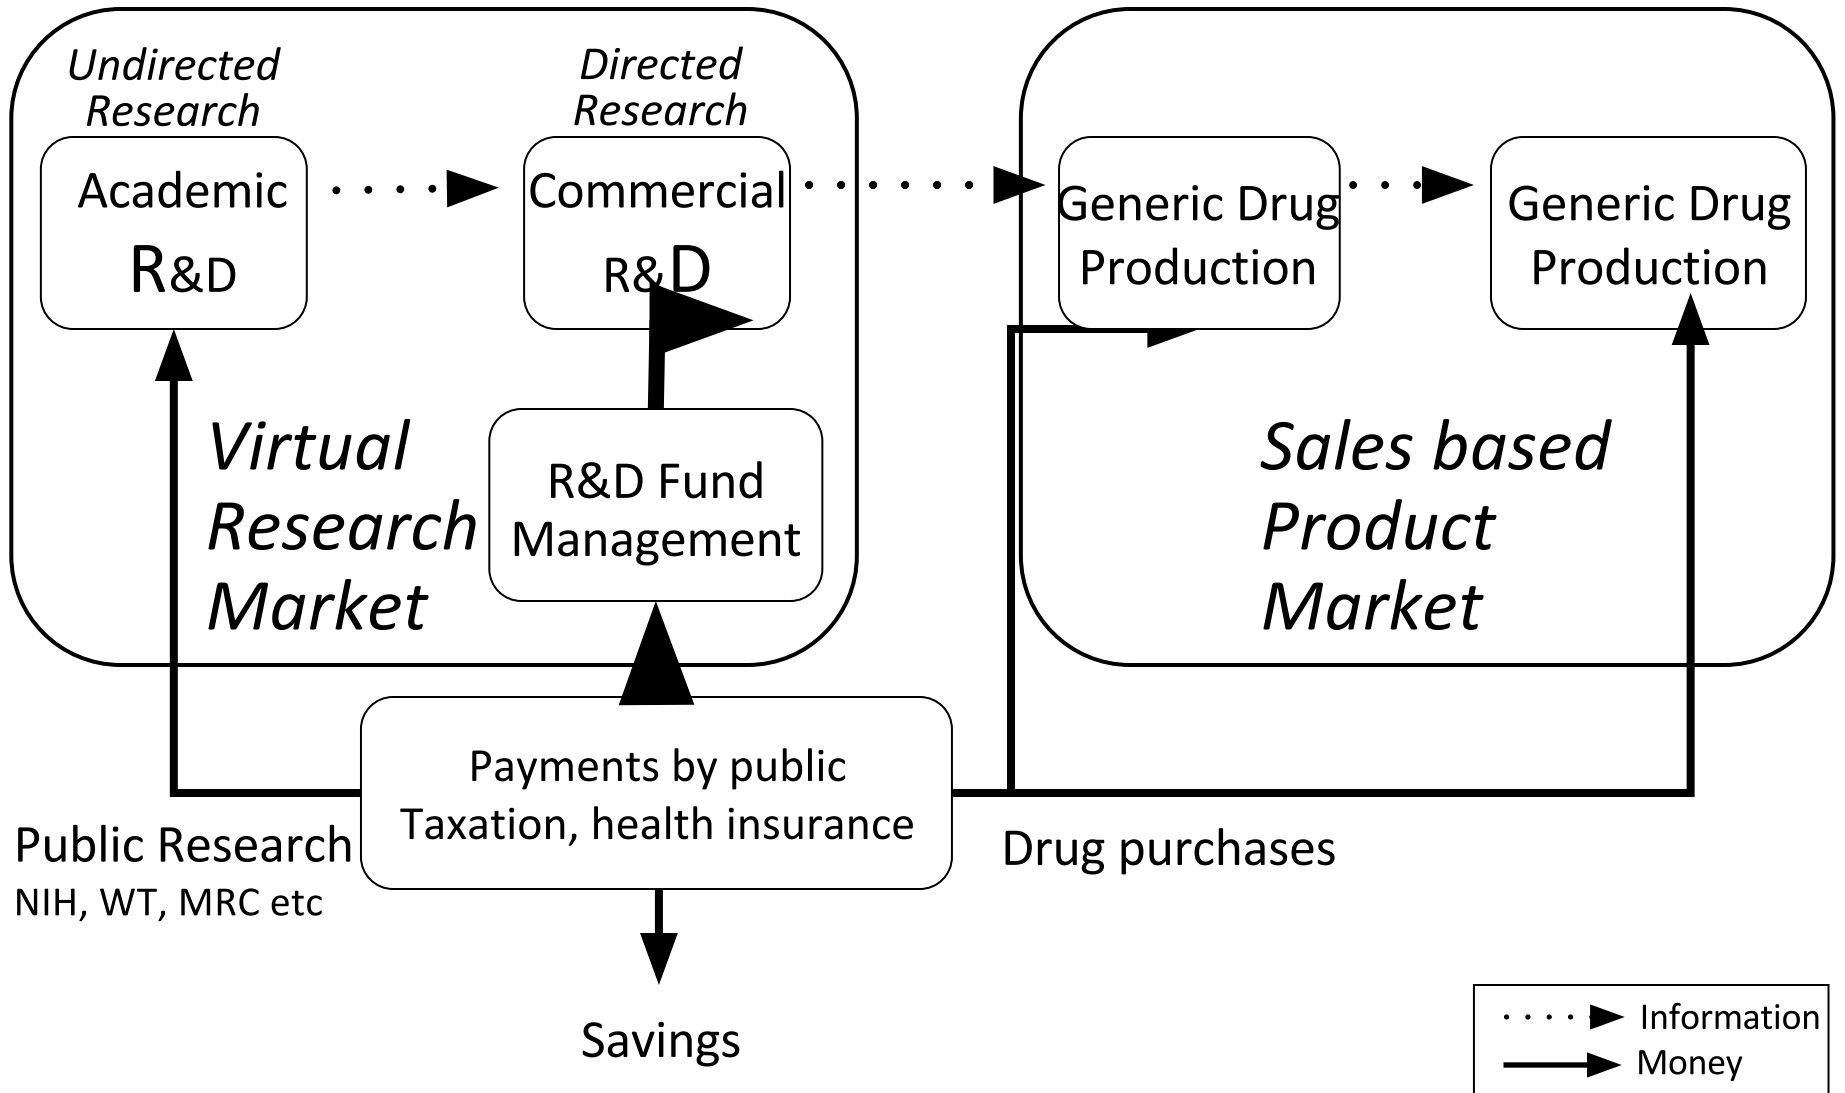 Undirected
Research
Directed
Research
Academic
R&D
Commercial
R&D
Generic Drug
Production
Generic Drug
Production
Virtual
Research
Market
R&D Fund
Management
Sales based
Product
Market
Payments by public
Taxation, health insurance
Public Research
NIH, WT, MRC etc
Drug purchases
Savings
Information
Money